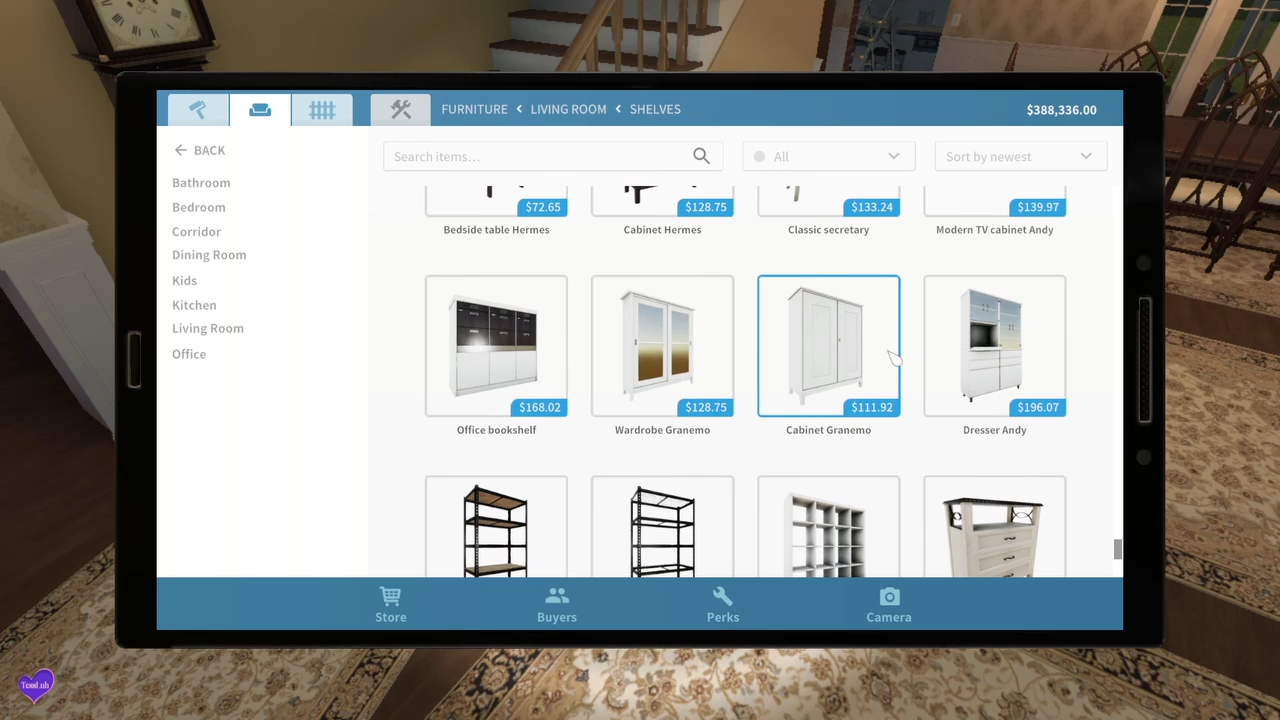 FURNITURE < LIVING ROOM < SHELVES
$388,336.00
BACK
Search items...
All
Sort by newest
Bathroom
Bedroom
Corridor
Dining Room
Kids
Kitchen
Living Room
Office
$72.65
$128.75
$133.24
$139.97
Bedside table Hermes
Cabinet Hermes
Classic secretary
Modern TV cabinet Andy
$168.02
$128.75
$111.92
$196.07
Office bookshelf
Wardrobe Granemo
Cabinet Granemo
Dresser Andy
Store
Buyers
Perks
Camera
TessLuh